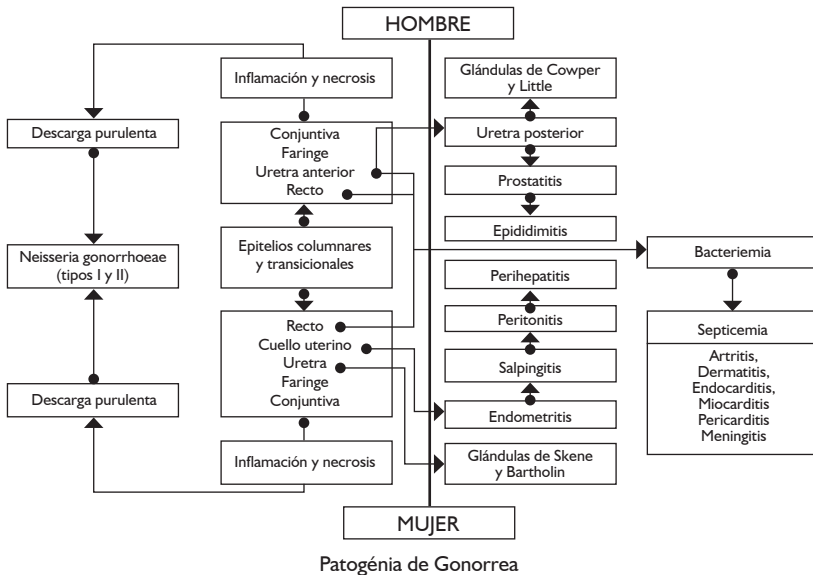 HOMBRE
Inflamación y necrosis
Glándulas de Cowper
y Little
Descarga purulenta
Conjuntiva
Faringe
Uretra anterior
Recto
Uretra posterior
Prostatitis
Epididimitis
Neisseria gonorrhoeae
(tipos I y II)
Epitelios columnares
y transicionales
Bacteriemia
Perihepatitis
Peritonitis
Salpingitis
Endometritis
Recto
Cuello uterino
Uretra
Faringe
Conjuntiva
Septicemia
Artritis,
Dermatitis,
Endocarditis,
Miocarditis
Pericarditis
Meningitis
Descarga purulenta
Inflamación y necrosis
Glándulas de Skene
y Bartholin
MUJER
Patogénia de Gonorrea